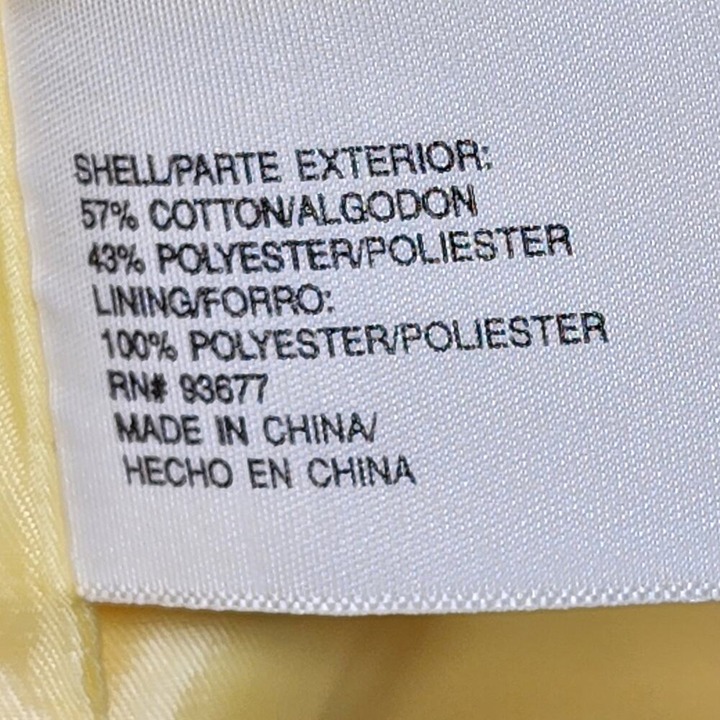 SHELL/PARTE EXTERIOR:
57% COTTON/ALGODON
43% POLYESTER/POLIESTER
LINING/FORRO:
100% POLYESTER/POLIESTER
RN# 93677
MADE IN CHINA/
HECHO EN CHINA